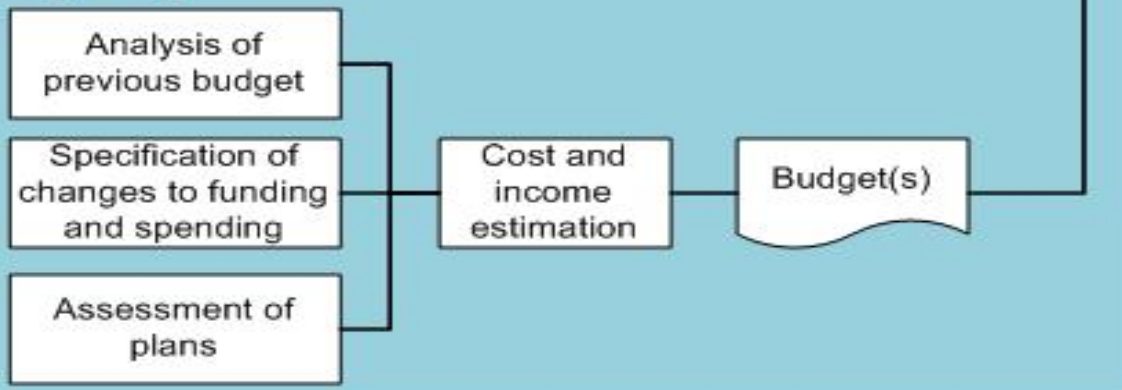 Analysis of
previous budget
Specification of
changes to funding
and spending
Assessment of
plans
Cost and
income
estimation
Budget(s)